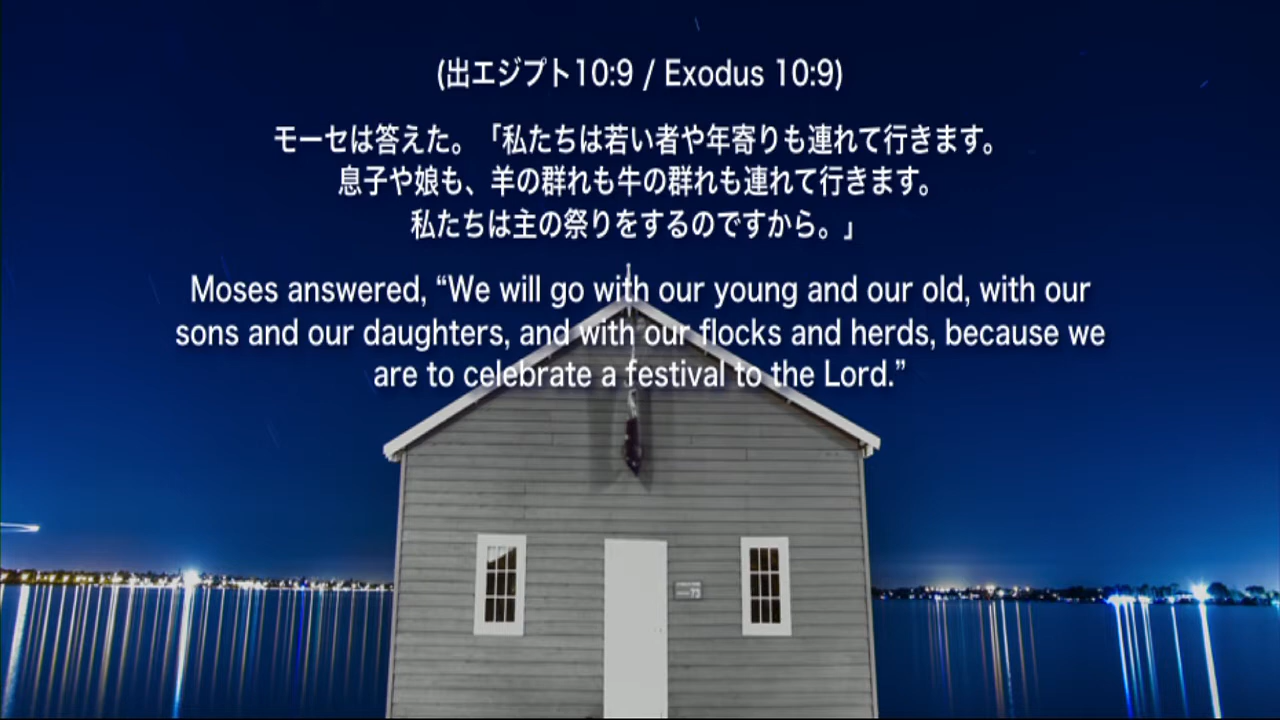 (出エジプト10:9 / Exodus 10:9)
モーセは答えた。「私たちは若い者や年寄りも連れて行きます。
息子や娘も、羊の群れも牛の群れも連れて行きます。
私たちは主の祭りをするのですから。」
Moses answered, “We will go with our young and our old, with our
sons and our daughters, and with our flocks and herds, because we
are to celebrate a festival to the Lord.”